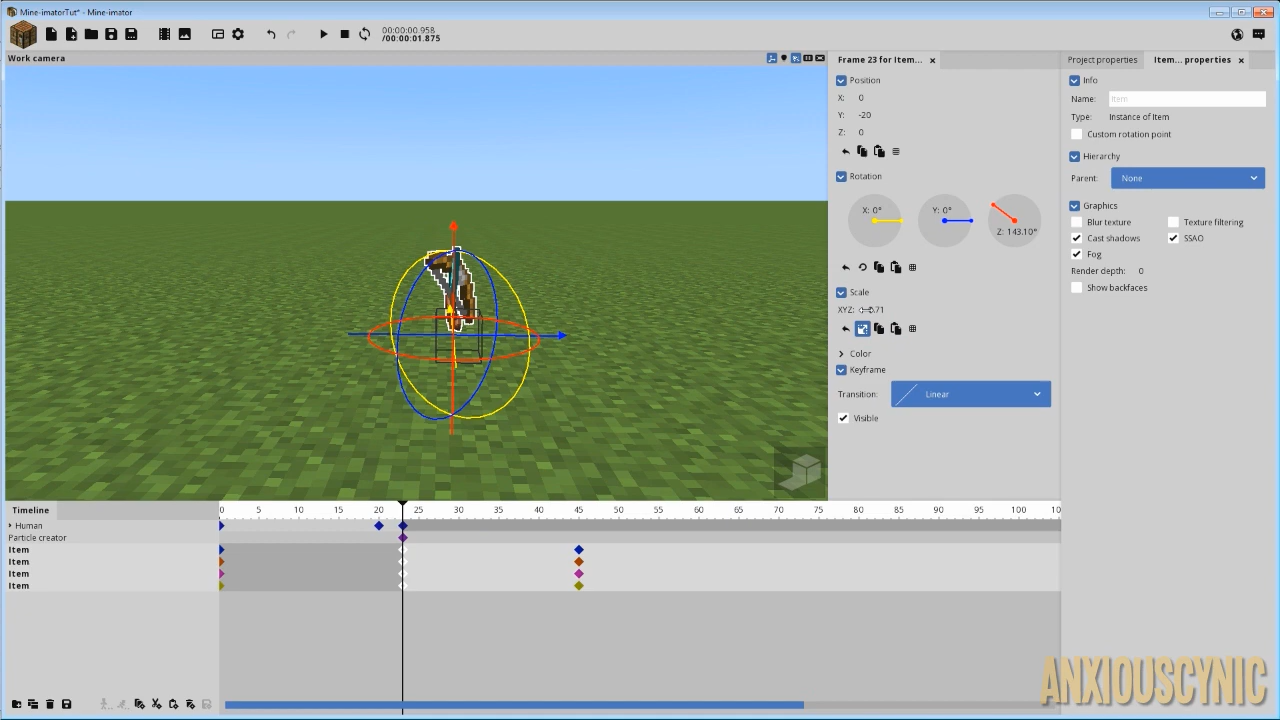 Mine-imatorTut* - Mine-imator
00:00:00.958
/00:00:01.875
Work camera
Frame 23 for Item...
Project properties
Item... properties
Position
X: 0
Y: -20
Z: 0
Rotation
X: 0°
Y: 0°
Z: 143.10°
Scale
XYZ:
Color
Keyframe
Transition:
Linear
Visible
Info
Name:
Item
Type:
Instance of Item
Custom rotation point
Hierarchy
Parent:
None
Graphics
Blur texture
Texture filtering
Cast shadows
SSAO
Fog
Render depth: 0
Show backfaces
Timeline
0 5 10 15 20 25 30 35 40 45 50 55 60 65 70 75 80 85 90 95 100
Human
Particle creator
Item
Item
Item
Item
ANXIOUSCYNIC